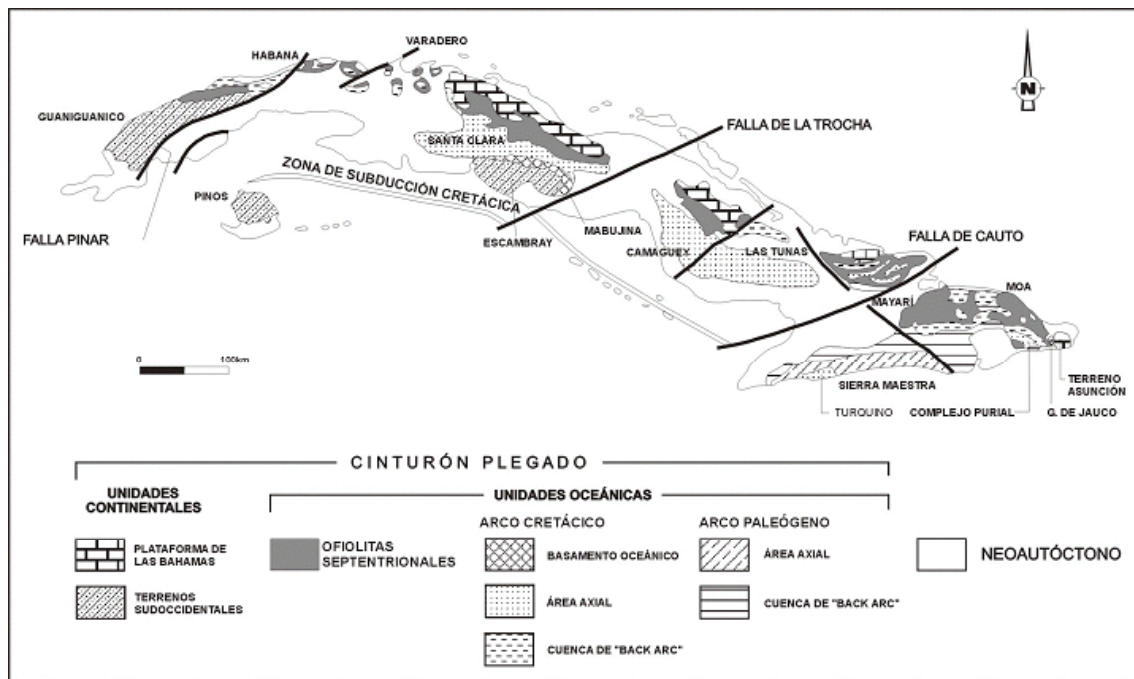 VARADERO
HABANA
N
GUANIGUANICO
FALLA DE LA TROCHA
SANTA CLARA
ZONA DE SUBDUCCIÓN CRETÁCICA
PINOS
MABUJINA
FALLA PINAR
ESCAMBRAY
CAMAGUEY
LAS TUNAS
FALLA DE CAUTO
MAYARÍ
MOA
0
100km
SIERRA MAESTRA
TERRENO
ASUNCIÓN
TURQUINO
COMPLEJO PURIAL
G. DE JAUCO
CINTURÓN PLEGADO
UNIDADES
CONTINENTALES
UNIDADES OCEÁNICAS
ARCO CRETÁCICO
ARCO PALEÓGENO
PLATAFORMA DE
LAS BAHAMAS
OFIOLITAS
SEPTENTRIONALES
BASAMENTO OCEÁNICO
ÁREA AXIAL
NEOAUTÓCTONO
TERRENOS
SUDOCCIDENTALES
ÁREA AXIAL
CUENCA DE "BACK ARC"
CUENCA DE "BACK ARC"